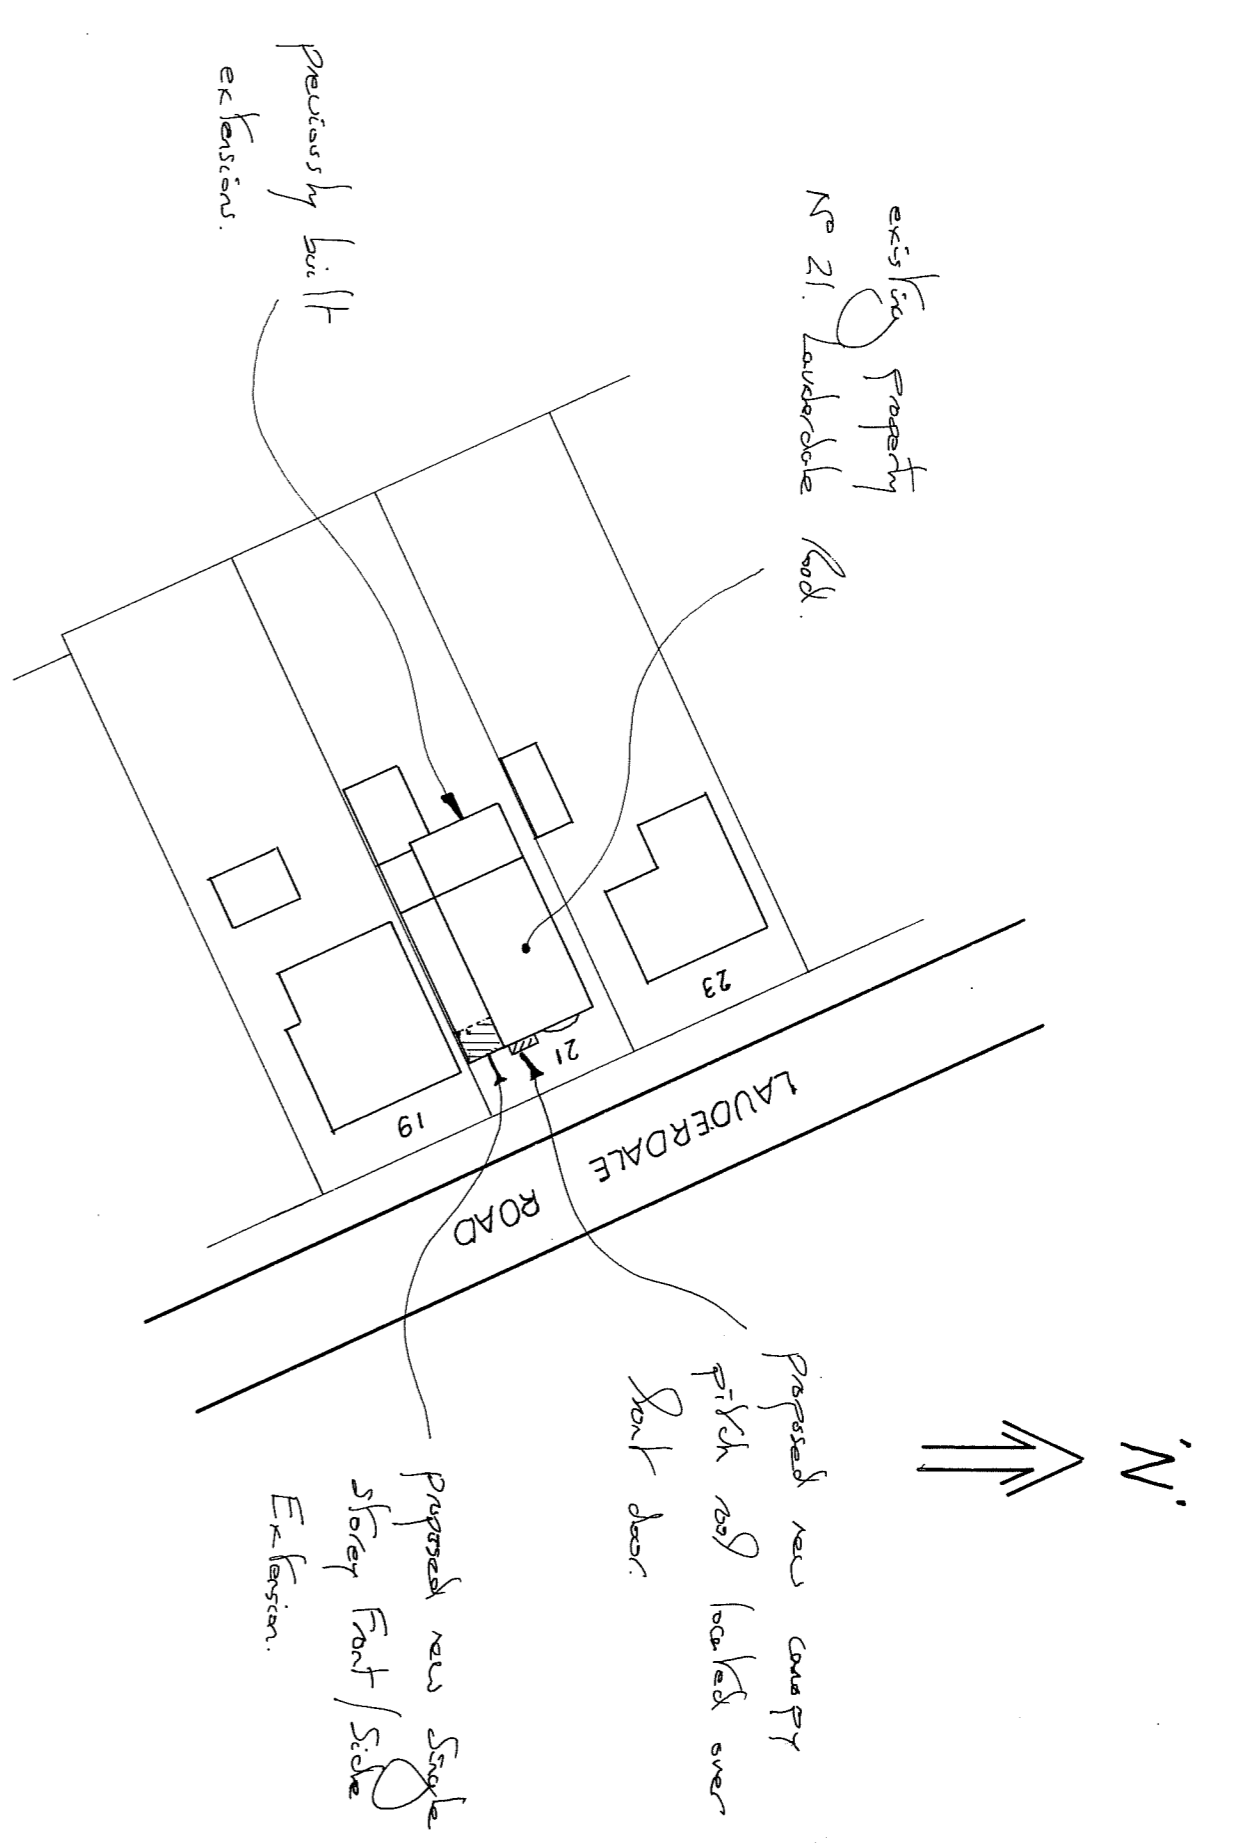 existing property
Nº 21. Lauderdale Road.
previously built
extensions.
23
21
19
LAUDERDALE ROAD
'N'
Proposed new canopy
pitch roof located over
front door.
Proposed new Single
Storey Front / Side
Extension.